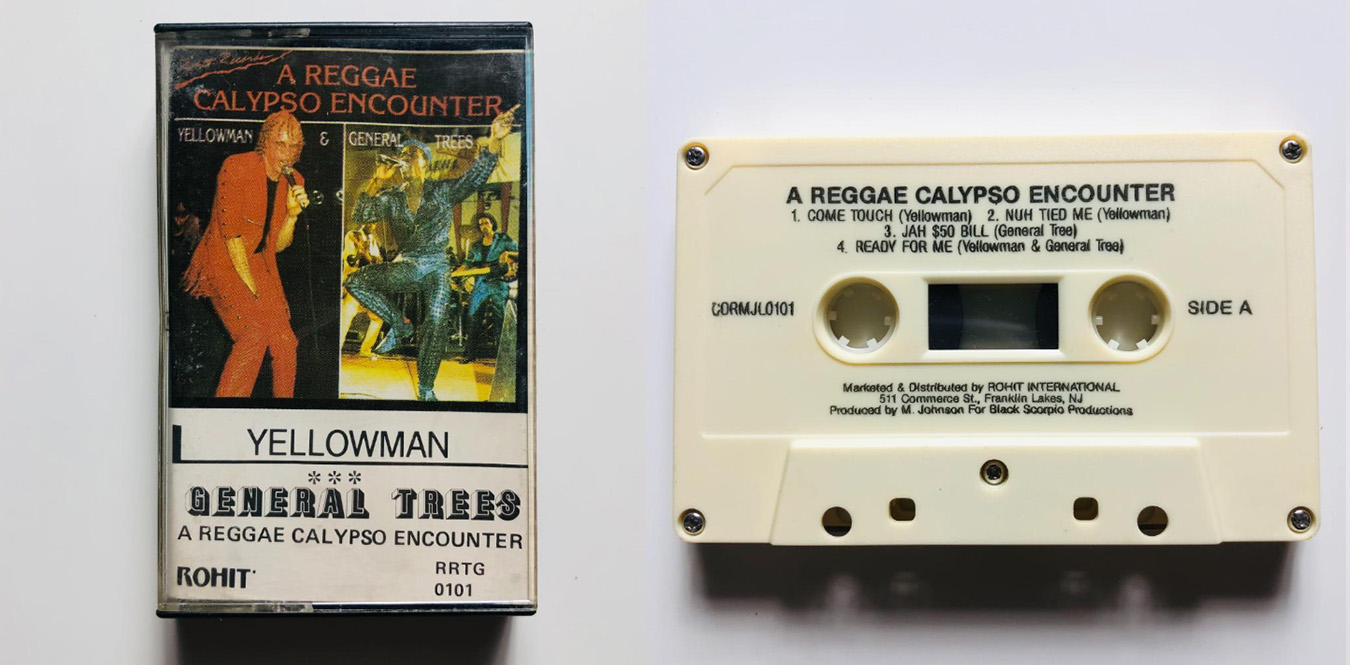 Rohit Records
A REGGAE
CALYPSO ENCOUNTER
YELLOWMAN & GENERAL TREES
YELLOWMAN
***
GENERAL TREES
A REGGAE CALYPSO ENCOUNTER
ROHIT
RRTG
0101
A REGGAE CALYPSO ENCOUNTER
1. COME TOUCH (Yellowman) 2. NUH TIED ME (Yellowman)
3. JAH $50 BILL (General Tree)
4. READY FOR ME (Yellowman & General Tree)
CORMJL0101
SIDE A
Marketed & Distributed by ROHIT INTERNATIONAL
511 Commerce St., Franklin Lakes, NJ
Produced by M. Johnson For Black Scorpio Productions